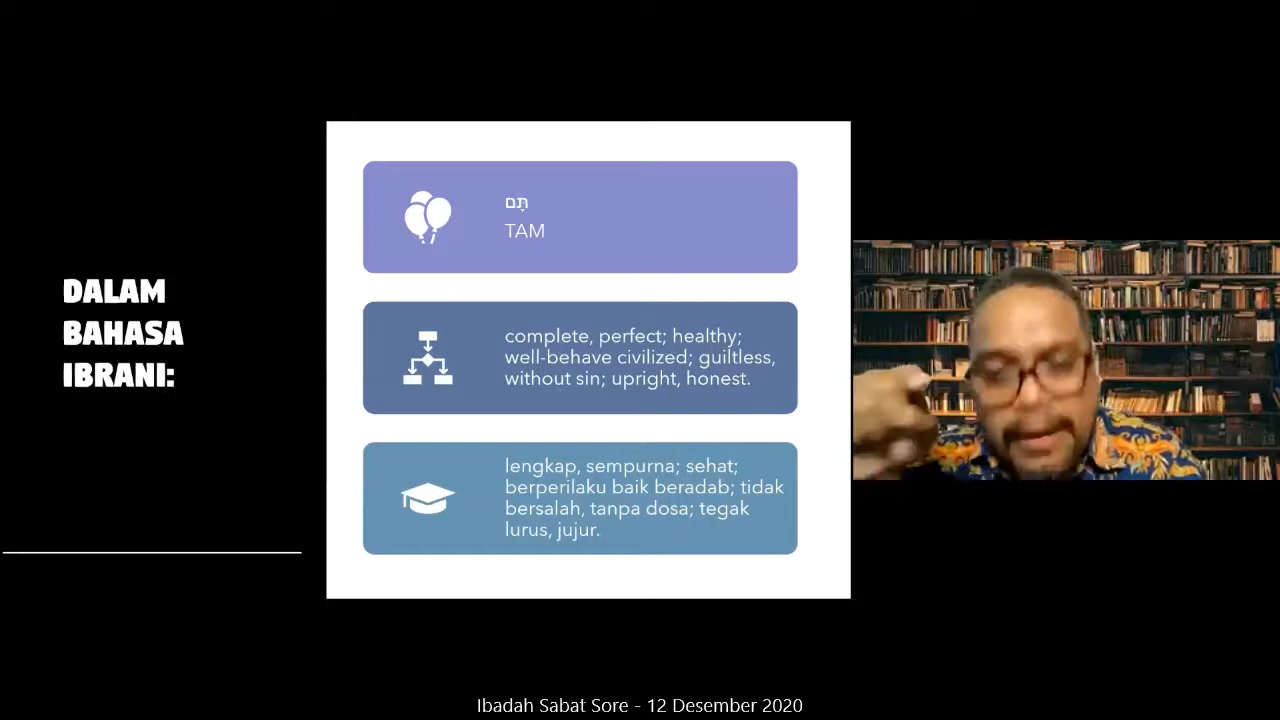 DALAM
BAHASA
IBRANI:
תָּם
TAM
complete, perfect; healthy;
well-behave civilized; guiltless,
without sin; upright, honest.
lengkap, sempurna; sehat;
berperilaku baik beradab; tidak
bersalah, tanpa dosa; tegak
lurus, jujur.
Ibadah Sabat Sore - 12 Desember 2020